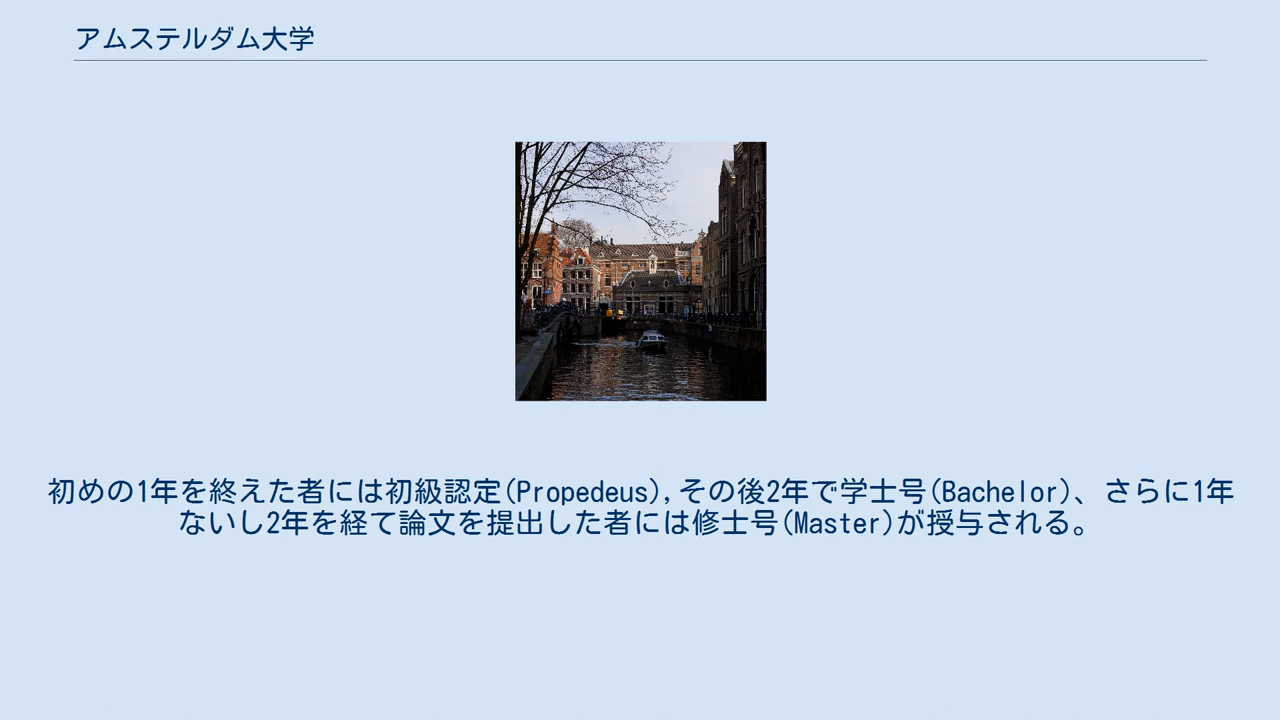 アムステルダム大学
初めの1年を終えた者には初級認定(Propedeus),その後2年で学士号(Bachelor)、さらに1年
ないし2年を経て論文を提出した者には修士号(Master)が授与される。